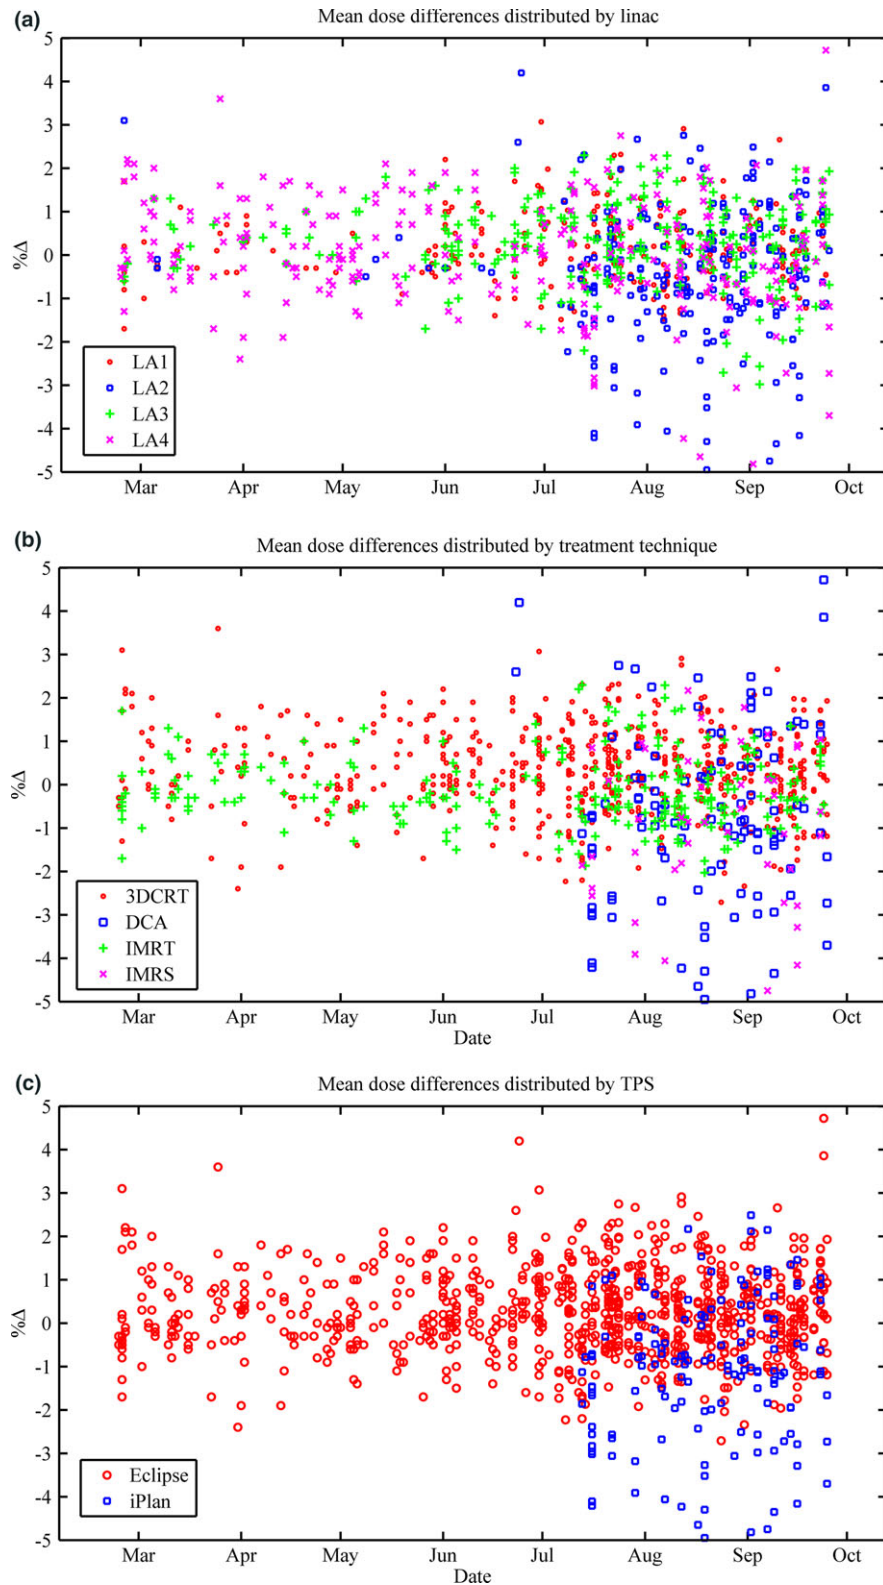 (a)
Mean dose differences distributed by linac
5
4
3
2
1
0
-1
-2
-3
-4
-5
%Δ
LA1
LA2
LA3
LA4
Mar Apr May Jun Jul Aug Sep Oct
(b)
Mean dose differences distributed by treatment technique
5
4
3
2
1
0
-1
-2
-3
-4
-5
%Δ
3DCRT
DCA
IMRT
IMRS
Mar Apr May Jun Jul Aug Sep Oct
Date
(c)
Mean dose differences distributed by TPS
5
4
3
2
1
0
-1
-2
-3
-4
-5
%Δ
Eclipse
iPlan
Mar Apr May Jun Jul Aug Sep Oct
Date